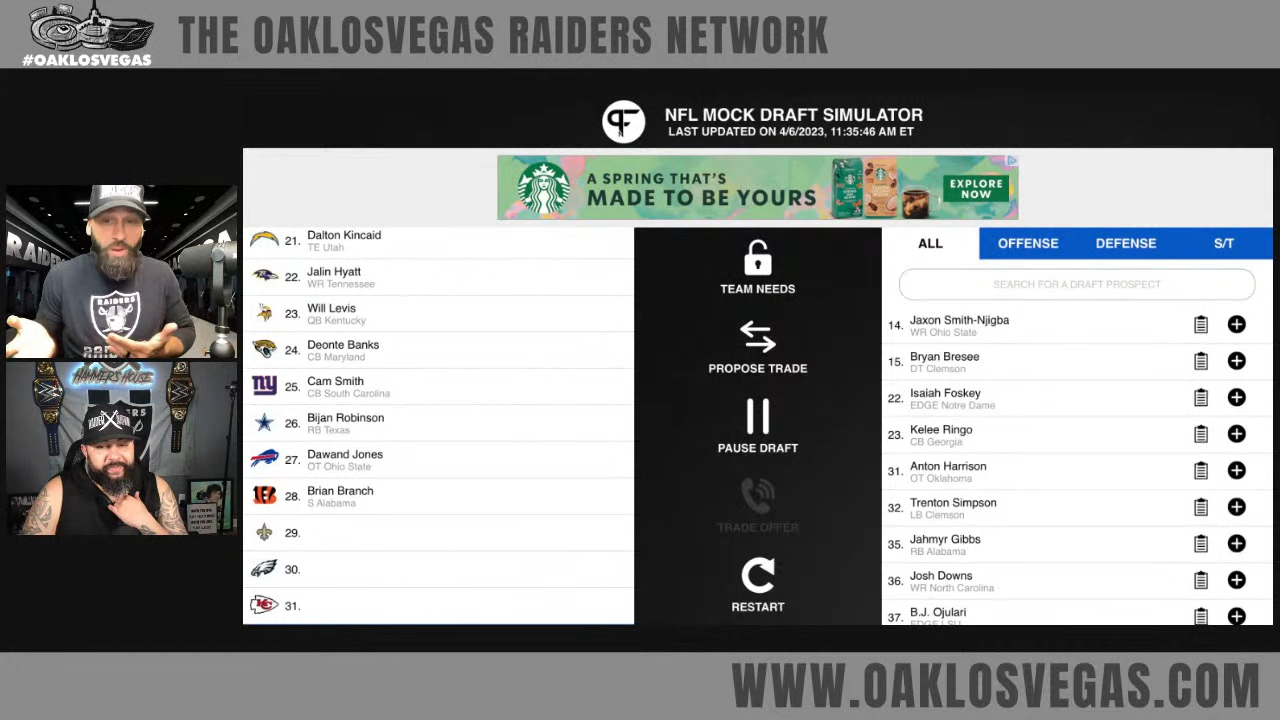 #OAKLOSVEGAS
THE OAKLOSVEGAS RAIDERS NETWORK
PF
NFL MOCK DRAFT SIMULATOR
LAST UPDATED ON 4/6/2023, 11:35:46 AM ET
A SPRING THAT'S
MADE TO BE YOURS
EXPLORE
NOW
21. Dalton Kincaid
TE Utah
22. Jalin Hyatt
WR Tennessee
23. Will Levis
QB Kentucky
24. Deonte Banks
CB Maryland
ny
25. Cam Smith
CB South Carolina
26. Bijan Robinson
RB Texas
27. Dawand Jones
OT Ohio State
28. Brian Branch
S Alabama
29.
30.
31.
TEAM NEEDS
PROPOSE TRADE
PAUSE DRAFT
TRADE OFFER
RESTART
ALL OFFENSE DEFENSE S/T
SEARCH FOR A DRAFT PROSPECT
14. Jaxon Smith-Njigba
WR Ohio State
15. Bryan Bresee
DT Clemson
22. Isaiah Foskey
EDGE Notre Dame
23. Kelee Ringo
CB Georgia
31. Anton Harrison
OT Oklahoma
32. Trenton Simpson
LB Clemson
35. Jahmyr Gibbs
RB Alabama
36. Josh Downs
WR North Carolina
37. B.J. Ojulari
EDGE LSU
RAIDERS
HAMMERS HOUSE
WWW.OAKLOSVEGAS.COM